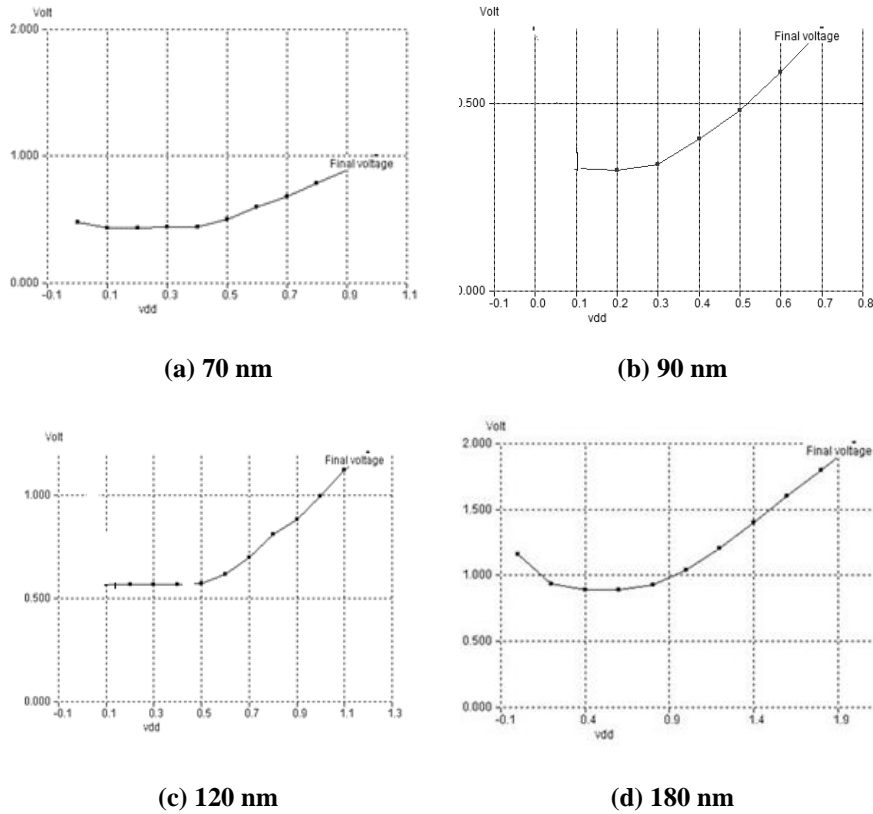 Volt
2.000
Final voltage
1.000
0.000
-0.1 0.1 0.3 0.5 0.7 0.9 1.1
vdd
(a) 70 nm
Volt
Final voltage
0.500
0.000
-0.1 0.0 0.1 0.2 0.3 0.4 0.5 0.6 0.7 0.8
vdd
(b) 90 nm
Volt
Final voltage
1.000
0.500
0.000
-0.1 0.1 0.3 0.5 0.7 0.9 1.1 1.3
vdd
(c) 120 nm
Volt
2.000
Final voltage
1.500
1.000
0.500
0.000
-0.1 0.4 0.9 1.4 1.9
vdd
(d) 180 nm